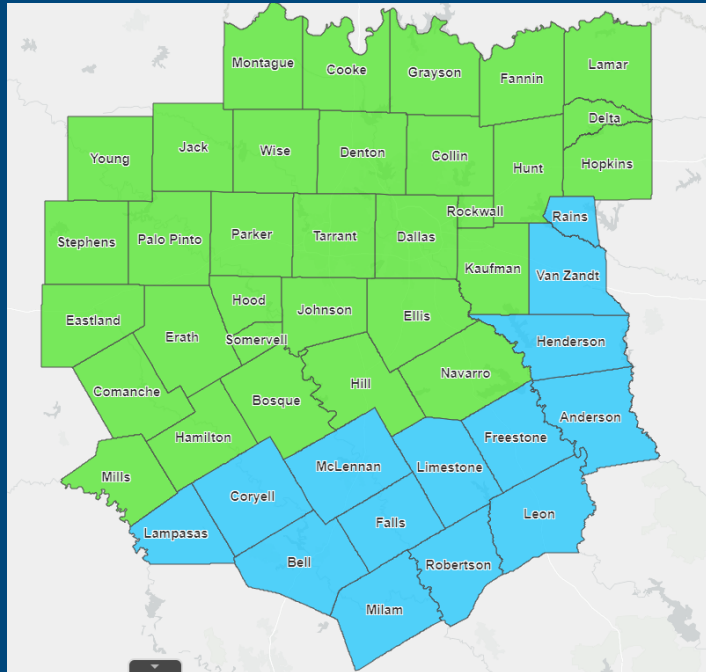 Montague
Cooke
Grayson
Fannin
Lamar
Delta
Young
Jack
Wise
Denton
Collin
Hunt
Hopkins
Rockwall
Rains
Stephens
Palo Pinto
Parker
Tarrant
Dallas
Kaufman
Van Zandt
Eastland
Hood
Johnson
Ellis
Erath
Somervell
Henderson
Comanche
Bosque
Hill
Navarro
Anderson
Hamilton
Freestone
Mills
McLennan
Limestone
Coryell
Lampasas
Falls
Leon
Bell
Robertson
Milam